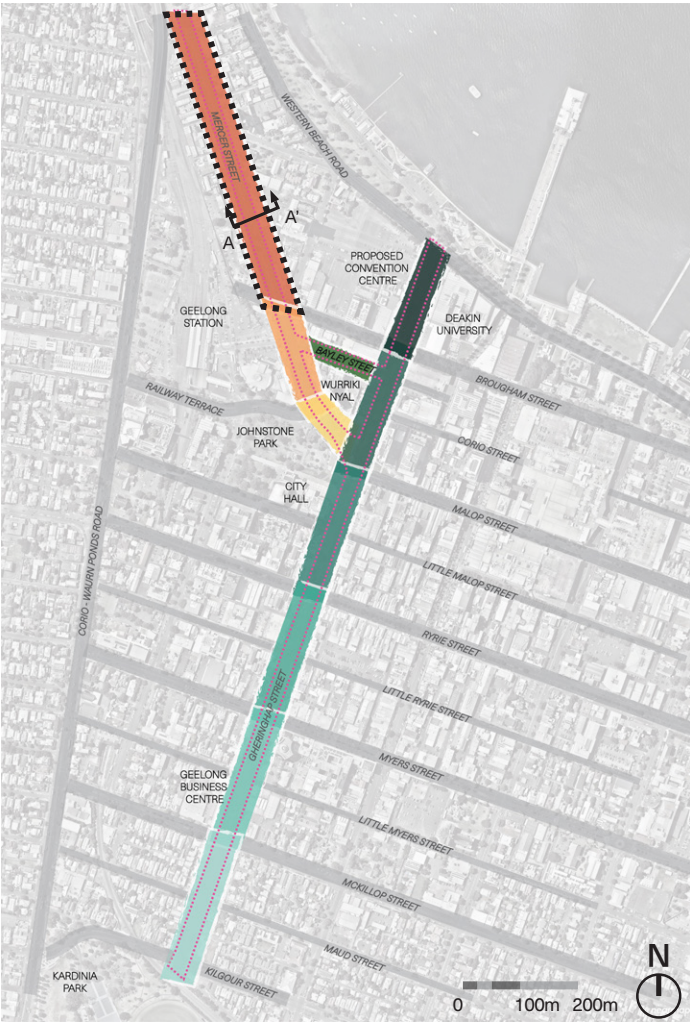 MERCER STREET
WESTERN BEACH ROAD
A
A'
PROPOSED
CONVENTION
CENTRE
GEELONG
STATION
DEAKIN
UNIVERSITY
BAYLEY STEET
WURRIKI
NYAL
BROUGHAM STREET
RAILWAY TERRACE
JOHNSTONE
PARK
CORIO STREET
CITY
HALL
MALOP STREET
CORIO - WAURN PONDS ROAD
LITTLE MALOP STREET
RYRIE STREET
LITTLE RYRIE STREET
GHERINGHAP STREET
MYERS STREET
GEELONG
BUSINESS
CENTRE
LITTLE MYERS STREET
MCKILLOP STREET
MAUD STREET
KARDINIA
PARK
KILGOUR STREET
N
0 100m 200m